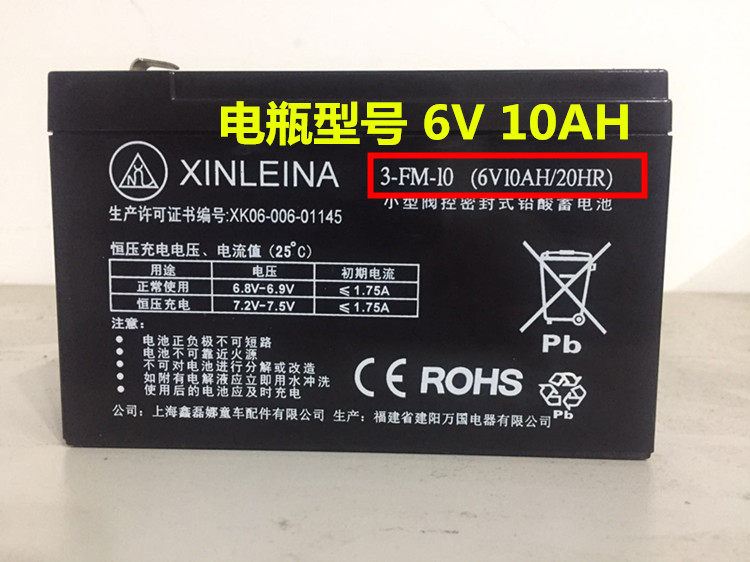 电瓶型号 6V 10AH
XINLEINA
3-FM-10 (6V10AH/20HR)
生产许可证书编号:XK06-006-01145
小型阀控密封式铅酸蓄电池
恒压充电电压、电流值(25°C)
用途 电压 初期电流
正常使用 6.8V-6.9V ≤1.75A
恒压充电 7.2V-7.5V ≤1.75A
注意:
• 电池正负极不可短路
• 电池不可靠近火源
• 不可对电池进行分解或改造
• 如附有电解液应立即用水冲洗
• 使用后的电池应及时充电
Pb
CE ROHS
Pb
公司:上海鑫磊娜童车配件有限公司 生产:福建省建阳万国电器有限公司